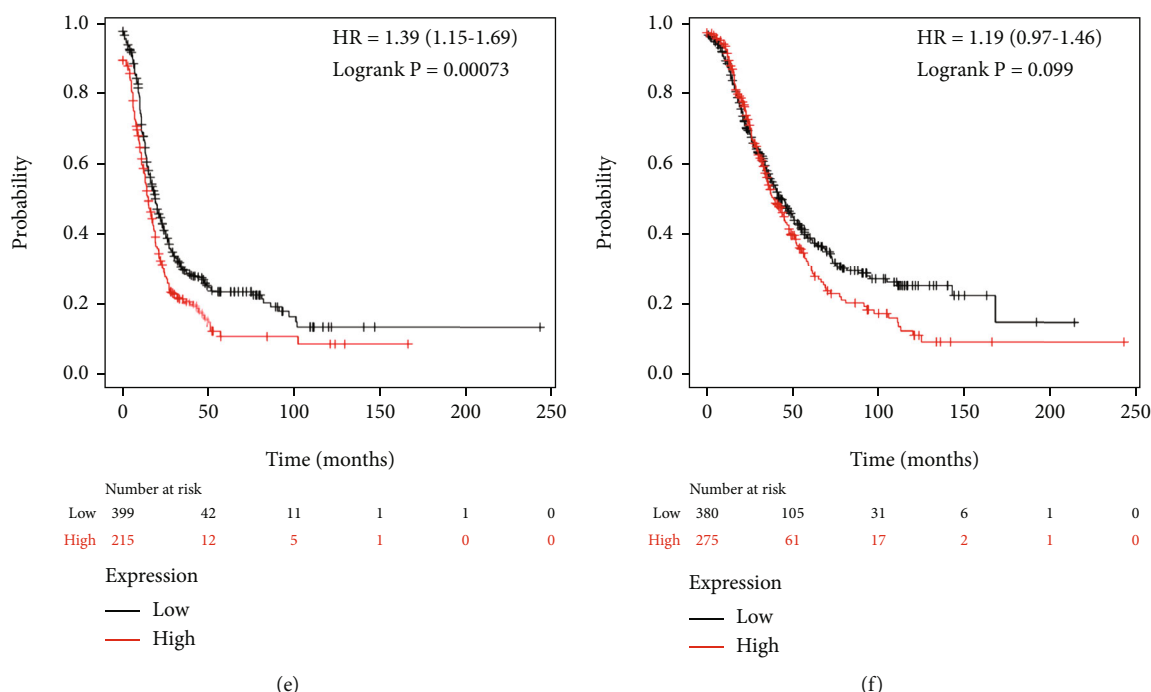 1.0
0.8
0.6
0.4
0.2
0.0
Probability
HR = 1.39 (1.15-1.69)
Logrank P = 0.00073
0 50 100 150 200 250
Time (months)
Number at risk
Low 399 42 11 1 1 0
High 215 12 5 1 0 0
Expression
Low
High
(e)
1.0
0.8
0.6
0.4
0.2
0.0
Probability
HR = 1.19 (0.97-1.46)
Logrank P = 0.099
0 50 100 150 200 250
Time (months)
Number at risk
Low 380 105 31 6 1 0
High 275 61 17 2 1 0
Expression
Low
High
(f)